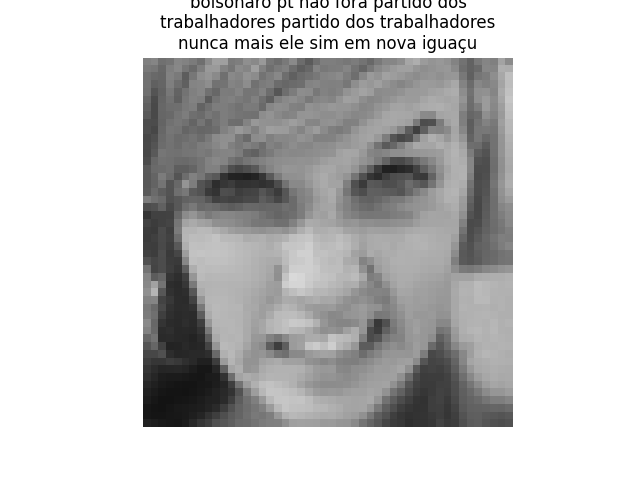 bolsonaro pt não fora partido dos
trabalhadores partido dos trabalhadores
nunca mais ele sim em nova iguaçu